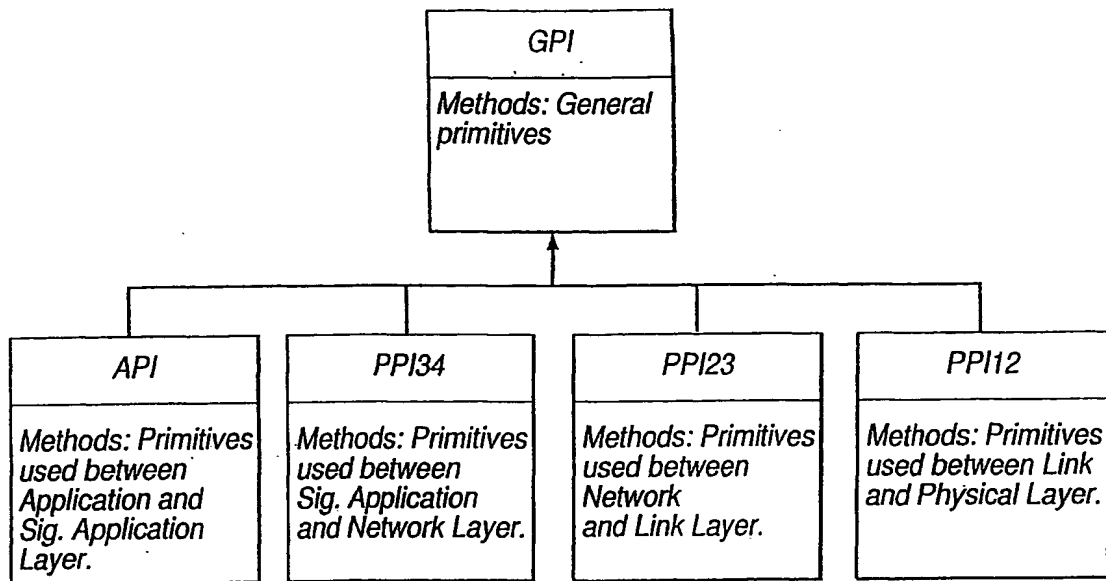 GPI
Methods: General
primitives
API
Methods: Primitives
used between
Application and
Sig. Application
Layer.
PPI34
Methods: Primitives
used between
Sig. Application
and Network Layer.
PPI23
Methods: Primitives
used between
Network
and Link Layer.
PPI12
Methods: Primitives
used between Link
and Physical Layer.